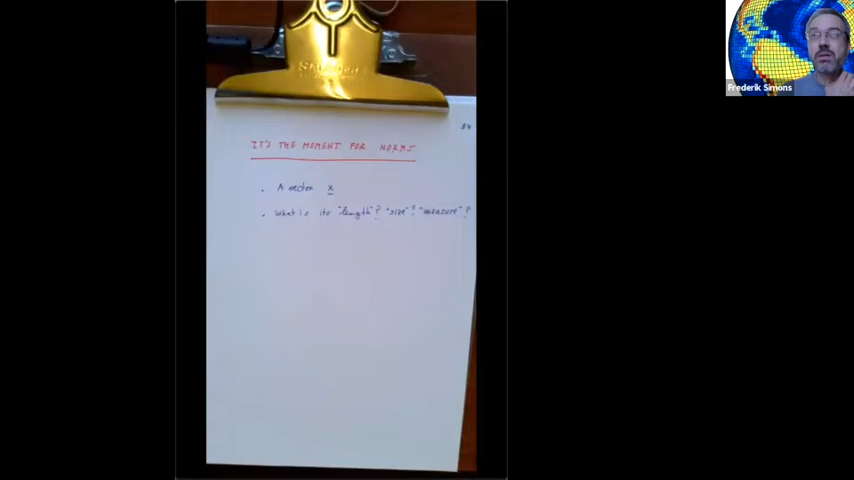 84
IT'S THE MOMENT FOR NORMS
• A vector x
• What is its "length"? "size"? "measure"?
Frederik Simons